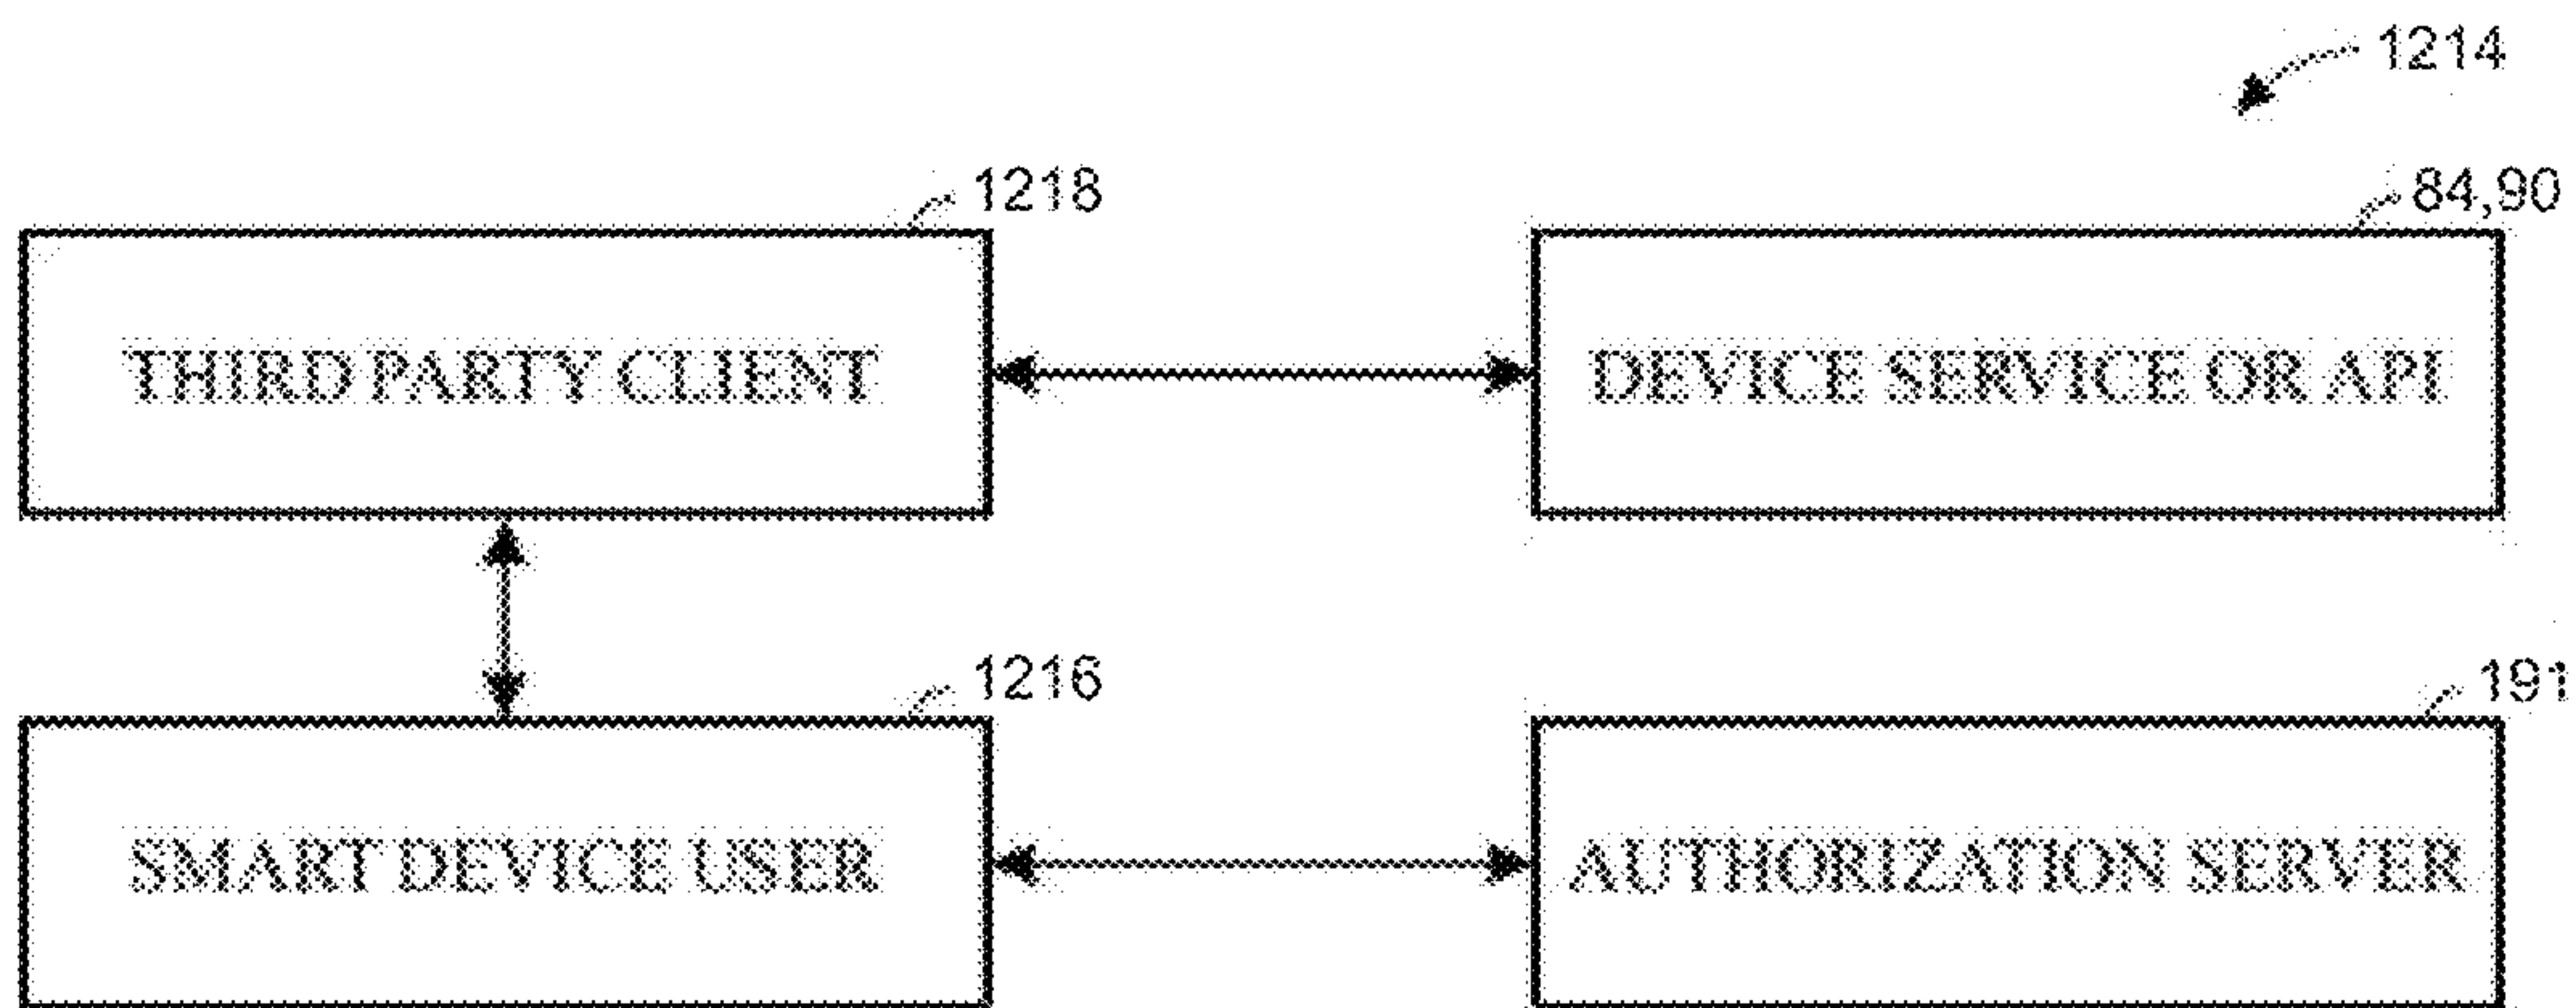 1214
1218
84,90
THIRD PARTY CLIENT
DEVICE SERVICE OR API
1216
191
SMART DEVICE USER
AUTHORIZATION SERVER